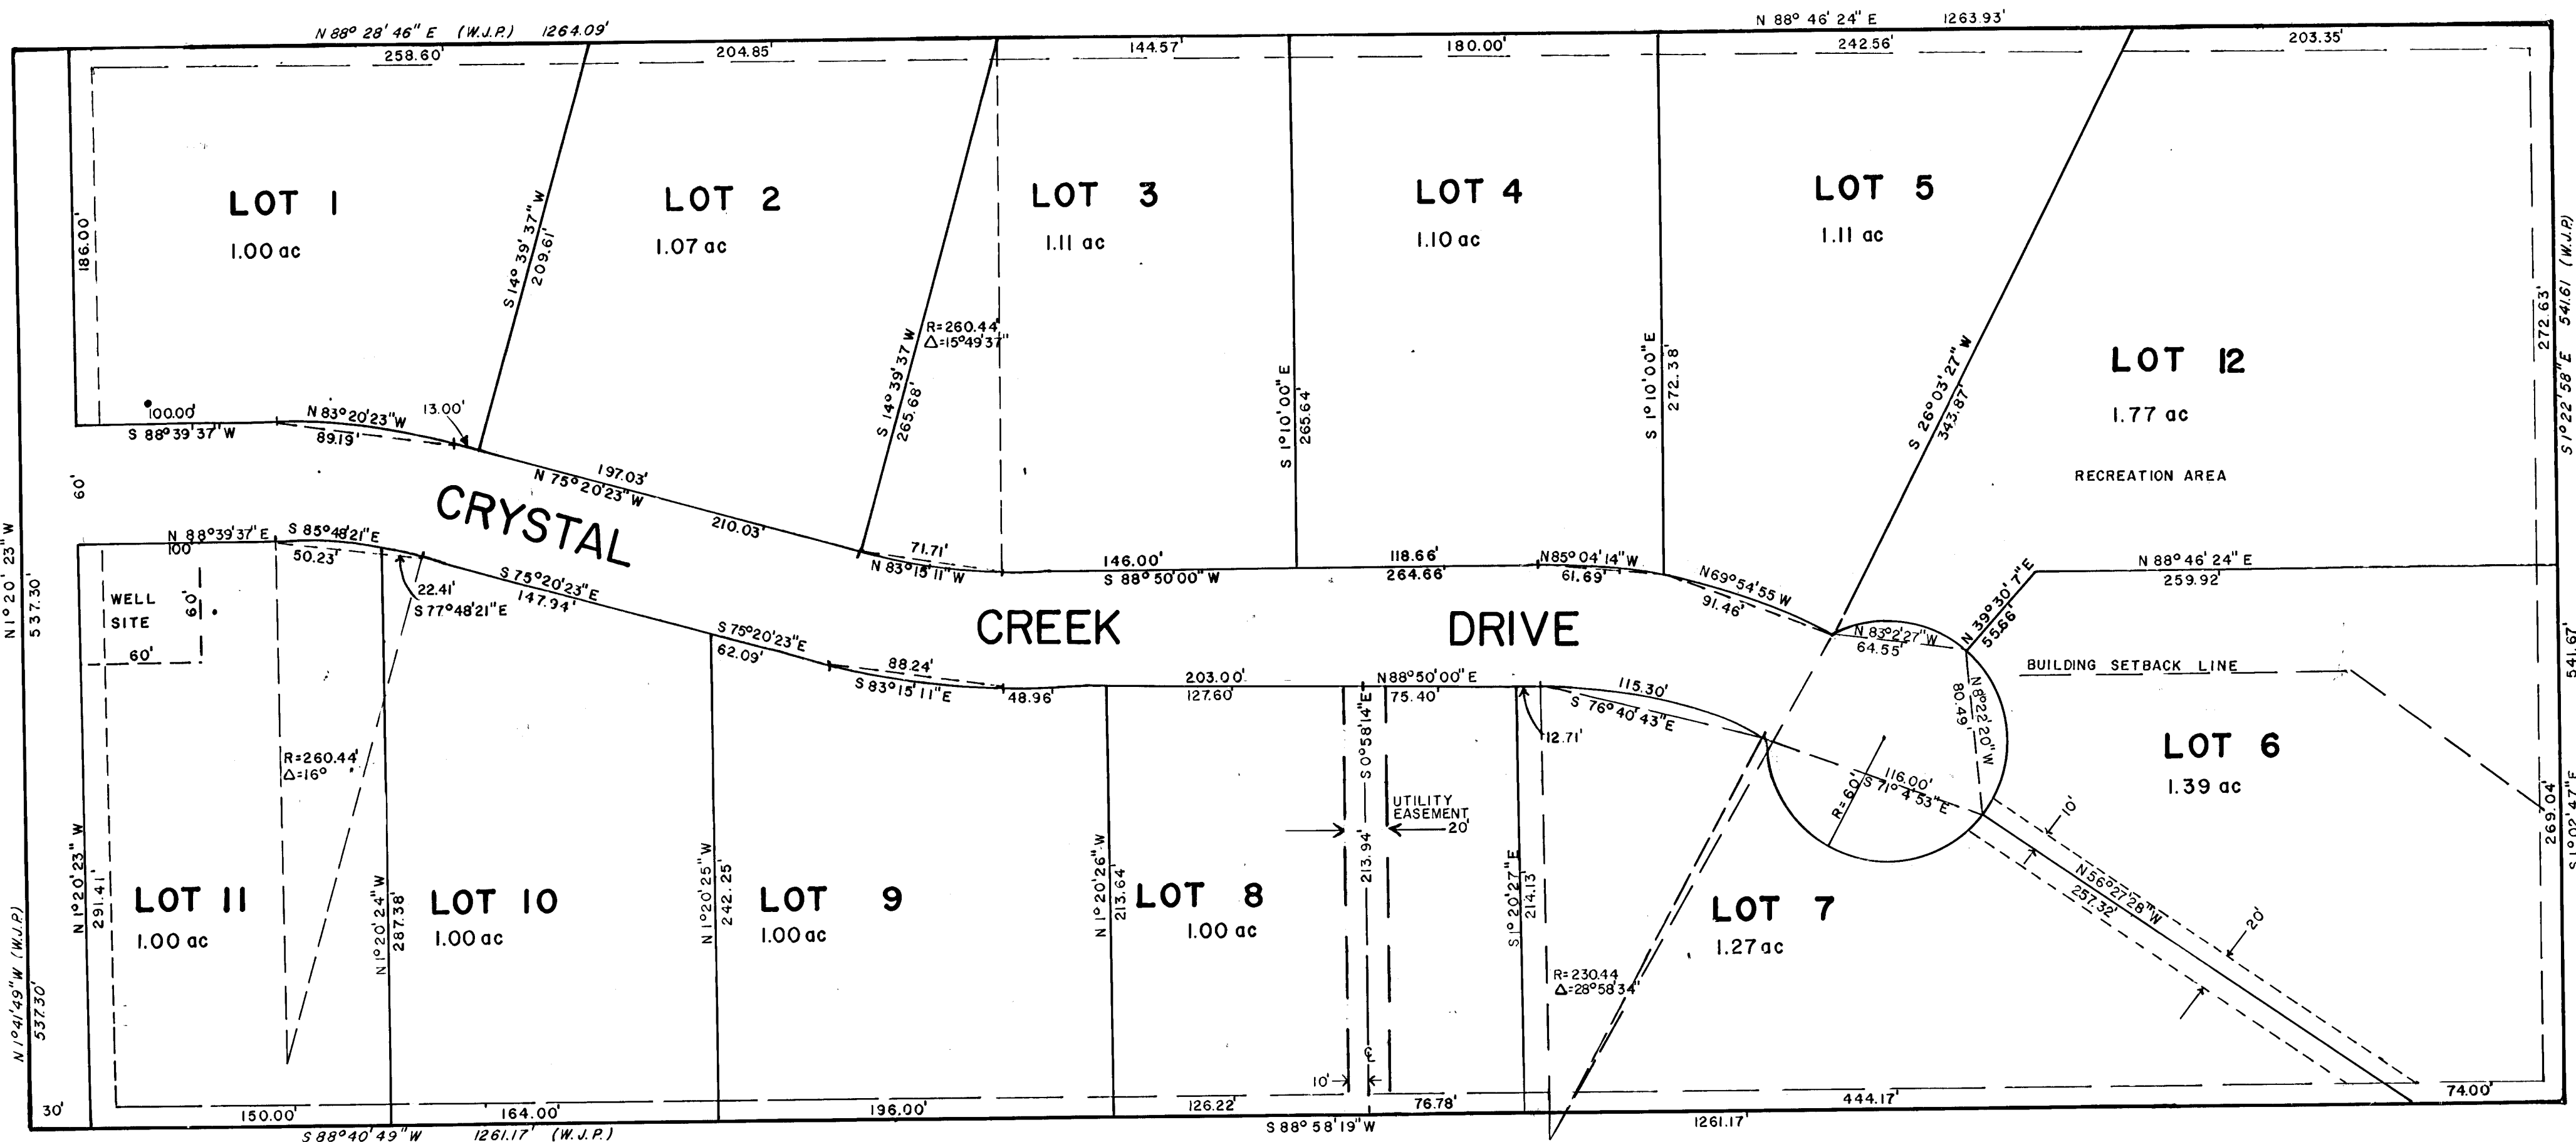 N 88° 28' 46" E (W.J.P.) 1264.09'
N 88° 46' 24" E 1263.93'
258.60'
204.85'
144.57'
180.00'
242.56'
203.35'
LOT 1
1.00 ac
LOT 2
1.07 ac
LOT 3
1.11 ac
LOT 4
1.10 ac
LOT 5
1.11 ac
LOT 12
1.77 ac
RECREATION AREA
186.00'
S 14° 39' 37" W
209.61'
R=260.44'
Δ=15°49'37"
S 14° 39' 37 W
265.68'
S 1°10'00" E
265.64'
S 1°10'00" E
272.38'
S 26°03'27" W
343.87'
272.63'
S 1° 22' 58" E 541.61 (W.J.P.)
100.00'
S 88°39'37" W
N 83°20'23" W
89.19'
13.00'
197.03'
N 75°20'23" W
210.03'
71.71'
N 83°15'11" W
146.00'
S 88°50'00" W
118.66'
264.66'
N85°04'14" W
61.69'
N69°54'55 W
91.46'
N 83°2'27" W
64.55'
N 39°30'7" E
55.66'
N 88°46'24" E
259.92'
60'
CRYSTAL
CREEK
DRIVE
N 1° 20' 23" W
537.30'
N 88°39'37" E
100'
S 85°48'21" E
50.23'
22.41'
S77°48'21" E
S 75°20'23" E
147.94'
S 75°20'23" E
62.09'
88.24'
S 83°15'11" E
48.96'
203.00'
127.60'
N88°50'00" E
75.40'
12.71'
115.30'
S 76°40'43" E
116.00'
S 71°4'53" E
R=60'
N 8°22'20" W
80.49'
BUILDING SETBACK LINE
541.67'
S 1°02'47" E
269.04'
WELL
SITE
60'
60'
R=260.44'
Δ=16°
UTILITY
EASEMENT
20'
S 0°58'14" E
213.94'
10'
20'
N 56°27'28" W
257.32'
LOT 6
1.39 ac
LOT 11
1.00 ac
LOT 10
1.00 ac
LOT 9
1.00 ac
LOT 8
1.00 ac
LOT 7
1.27 ac
N 1°20'23" W
291.41'
N 1°20'24" W
287.38'
N 1°20'25" W
242.25'
N 1°20'26" W
213.64'
S 1°20'27" E
214.13'
R=230.44
Δ=28°58'34"
N 1°41'49" W (W.J.P.)
537.30'
30'
150.00'
164.00'
196.00'
126.22'
10'
℄
76.78'
444.17'
74.00'
S 88°40'49" W 1261.17' (W.J.P.)
S 88°58'19" W
1261.17'